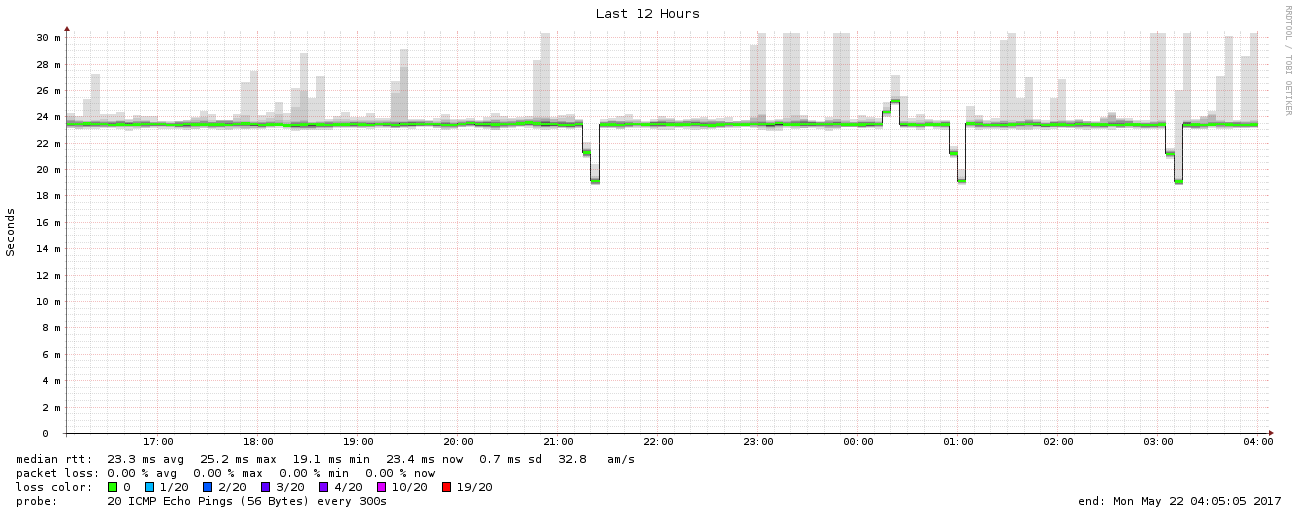 Last 12 Hours
RRDTOOL / TOBI OETIKER
Seconds
30 m
28 m
26 m
24 m
22 m
20 m
18 m
16 m
14 m
12 m
10 m
8 m
6 m
4 m
2 m
0
17:00 18:00 19:00 20:00 21:00 22:00 23:00 00:00 01:00 02:00 03:00 04:00
median rtt: 23.3 ms avg 25.2 ms max 19.1 ms min 23.4 ms now 0.7 ms sd 32.8 am/s
packet loss: 0.00 % avg 0.00 % max 0.00 % min 0.00 % now
loss color: 0 1/20 2/20 3/20 4/20 10/20 19/20
probe: 20 ICMP Echo Pings (56 Bytes) every 300s end: Mon May 22 04:05:05 2017